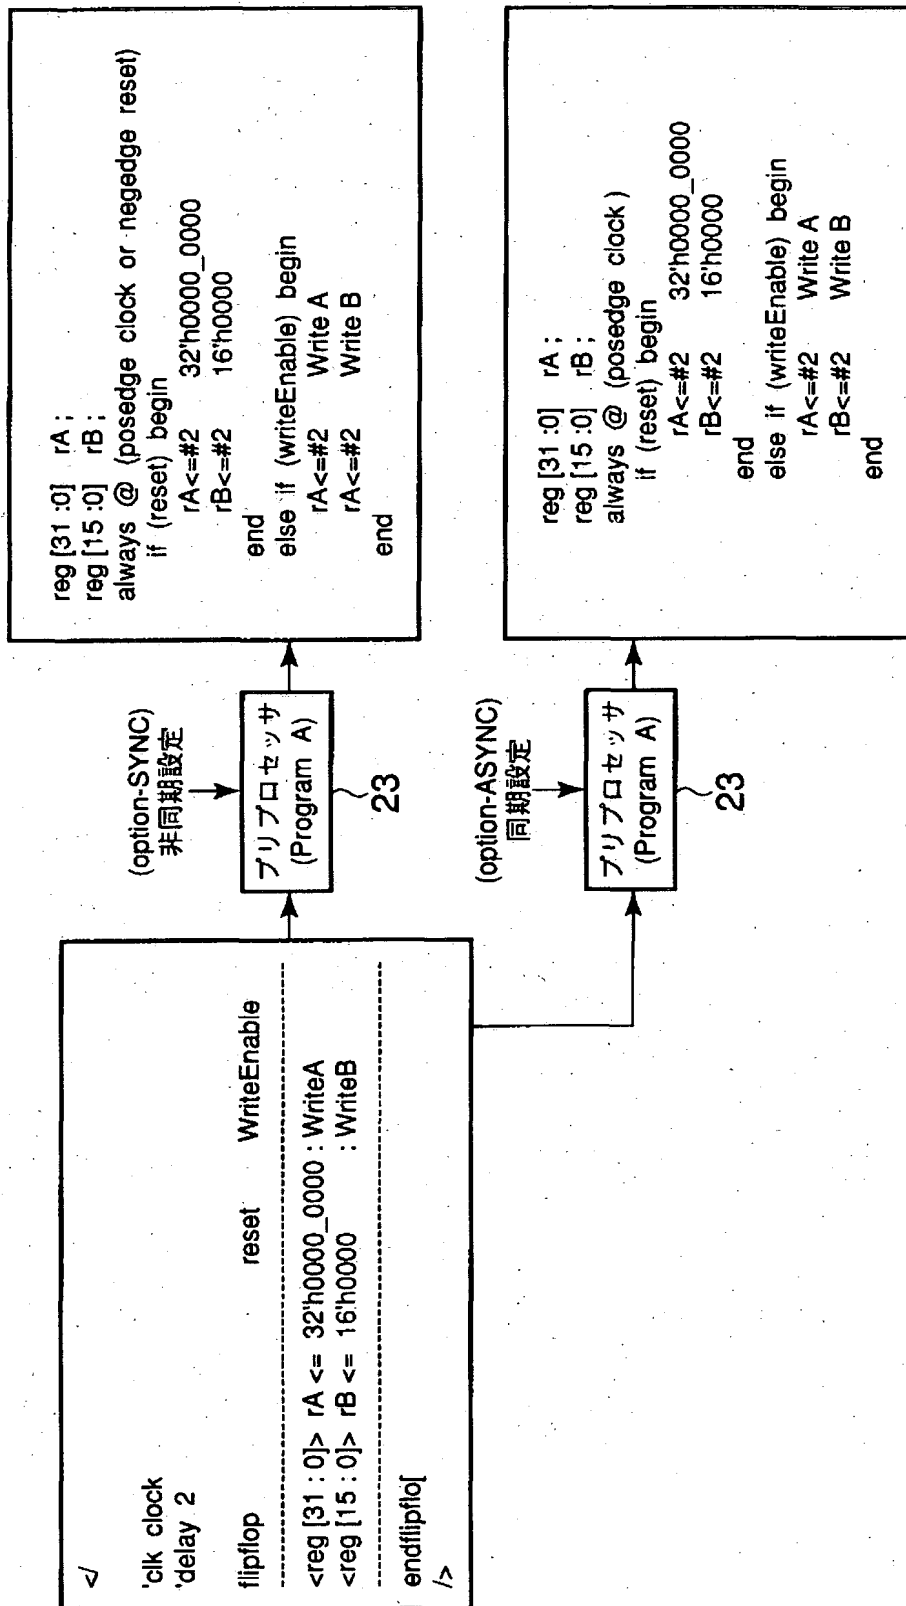 </
'clk clock
'delay 2
flipflop reset WriteEnable
<reg [31 : 0]> rA <= 32'h0000_0000 : WriteA
<reg [15 : 0]> rB <= 16'h0000 : WriteB
endflipflo[
/>
(option-SYNC)
非同期設定
プリプロセッサ
(Program A)
23
reg [31 :0] rA ;
reg [15 :0] rB ;
always @ (posedge clock or negedge reset)
if (reset) begin
rA<=#2 32'h0000_0000
rB<=#2 16'h0000
end
else if (writeEnable) begin
rA<=#2 Write A
rA<=#2 Write B
end
(option-ASYNC)
同期設定
プリプロセッサ
(Program A)
23
reg [31 :0] rA ;
reg [15 :0] rB ;
always @ (posedge clock )
if (reset) begin
rA<=#2 32'h0000_0000
rB<=#2 16'h0000
end
else if (writeEnable) begin
rA<=#2 Write A
rB<=#2 Write B
end